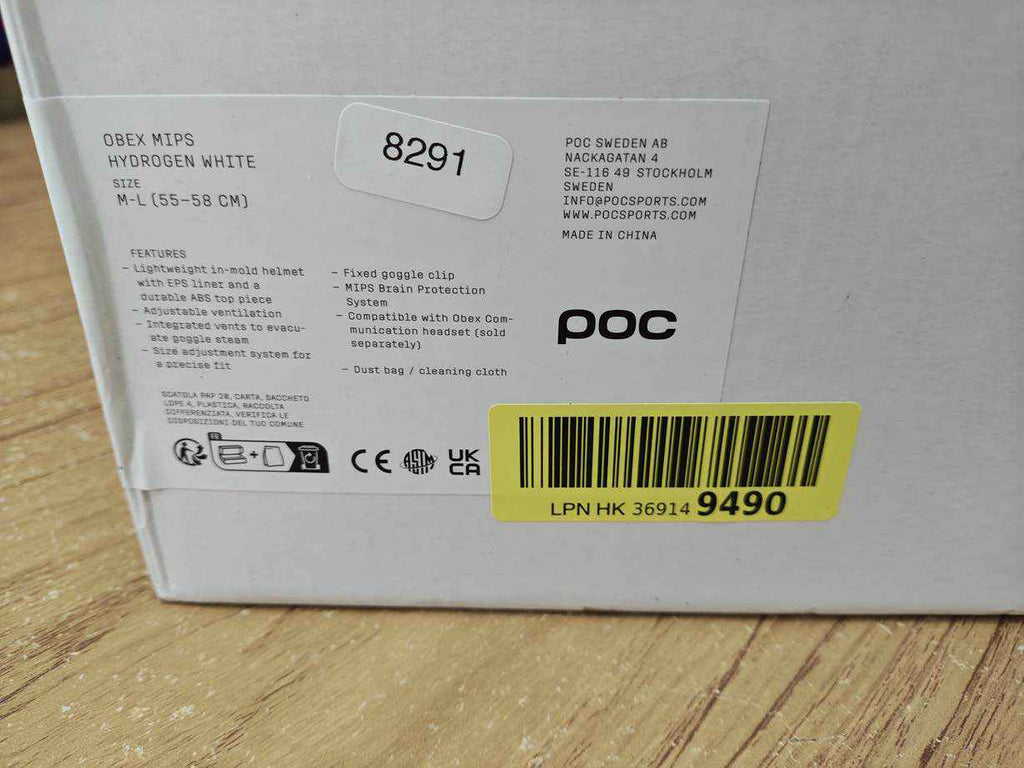 OBEX MIPS
HYDROGEN WHITE
SIZE
M-L (55-58 CM)
8291
POC SWEDEN AB
NACKAGATAN 4
SE-116 49 STOCKHOLM
SWEDEN
INFO@POCSPORTS.COM
WWW.POCSPORTS.COM
MADE IN CHINA
FEATURES
- Lightweight in-mold helmet
with EPS liner and a
durable ABS top piece
- Adjustable ventilation
- Integrated vents to evacu-
ate goggle steam
- Size adjustment system for
a precise fit
- Fixed goggle clip
- MIPS Brain Protection
System
- Compatible with Obex Com-
munication headset (sold
separately)
- Dust bag / cleaning cloth
poc
SCATOLA PAP 20, CARTA, SACCHETO
LDPE 4, PLASTICA, RACCOLTA
DIFFERENZIATA, VERIFICA LE
DISPOSIZIONI DEL TUO COMUNE
FR
CE
ASTM
UK
CA
LPN HK 36914 9490